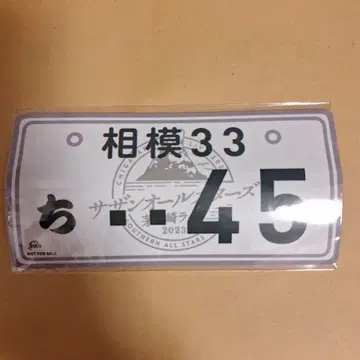 相模33
ち ・・45
サザンオールスターズ
茅ヶ崎ライブ
2023
SOUTHERN ALL STARS
NOT FOR SALE